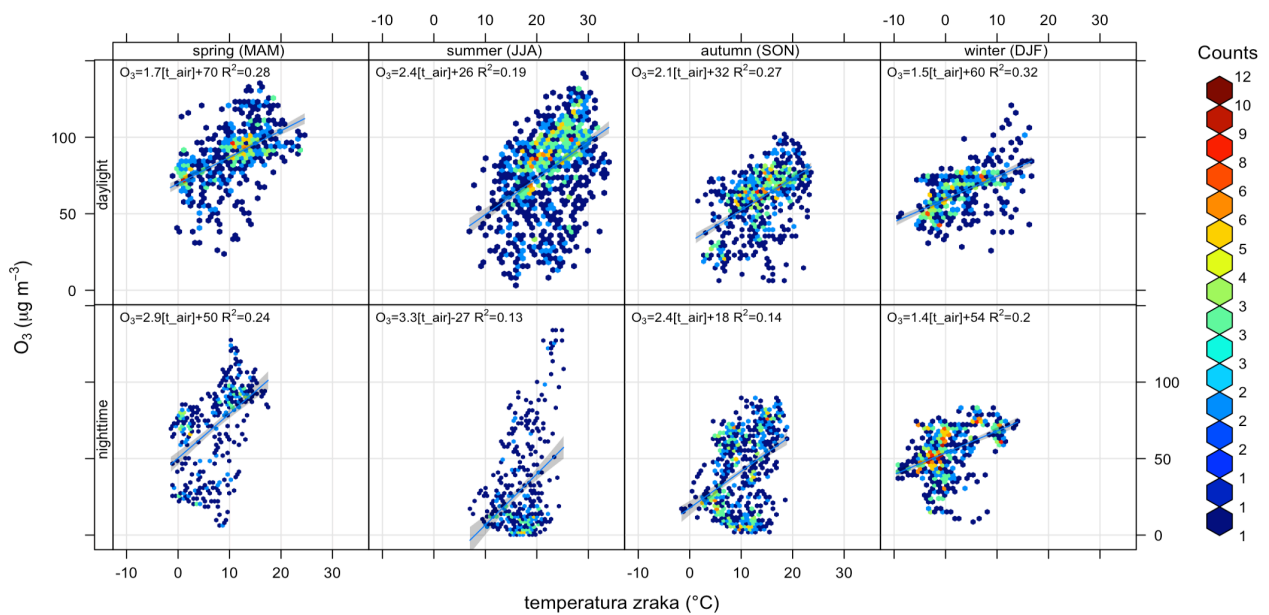 -10 0 10 20 30 -10 0 10 20 30
spring (MAM) summer (JJA) autumn (SON) winter (DJF)
O₃=1.7[t_air]+70 R²=0.28 O₃=2.4[t_air]+26 R²=0.19 O₃=2.1[t_air]+32 R²=0.27 O₃=1.5[t_air]+60 R²=0.32
100
50
0
daylight
O₃=2.9[t_air]+50 R²=0.24 O₃=3.3[t_air]-27 R²=0.13 O₃=2.4[t_air]+18 R²=0.14 O₃=1.4[t_air]+54 R²=0.2
nighttime
100
50
0
O₃ (μg m⁻³)
-10 0 10 20 30 -10 0 10 20 30
temperatura zraka (°C)
Counts
12
10
9
8
6
6
5
4
3
3
3
2
2
2
1
1
1